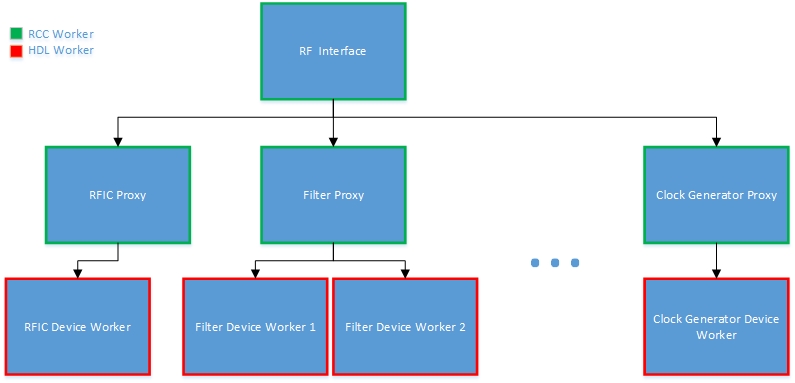 RCC Worker
HDL Worker
RF Interface
RFIC Proxy
Filter Proxy
Clock Generator Proxy
RFIC Device Worker
Filter Device Worker 1
Filter Device Worker 2
Clock Generator Device
Worker